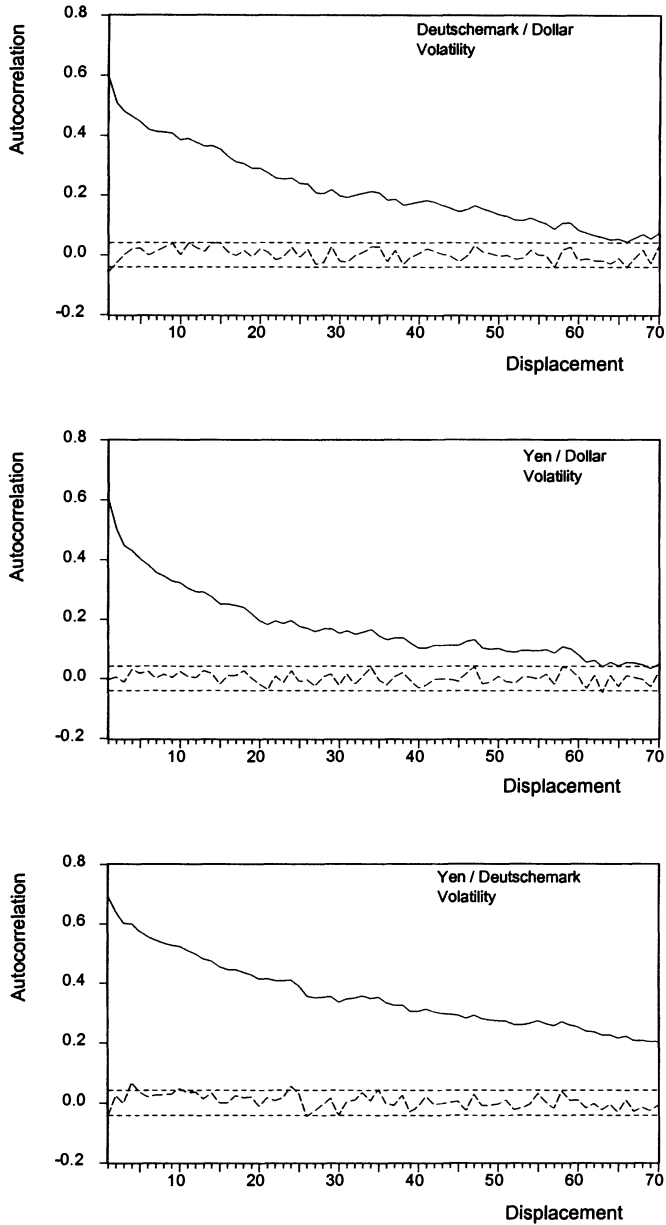 Deutschemark / Dollar
Volatility
Autocorrelation
0.8
0.6
0.4
0.2
0.0
-0.2
10 20 30 40 50 60 70
Displacement
Yen / Dollar
Volatility
Autocorrelation
0.8
0.6
0.4
0.2
0.0
-0.2
10 20 30 40 50 60 70
Displacement
Yen / Deutschemark
Volatility
Autocorrelation
0.8
0.6
0.4
0.2
0.0
-0.2
10 20 30 40 50 60 70
Displacement